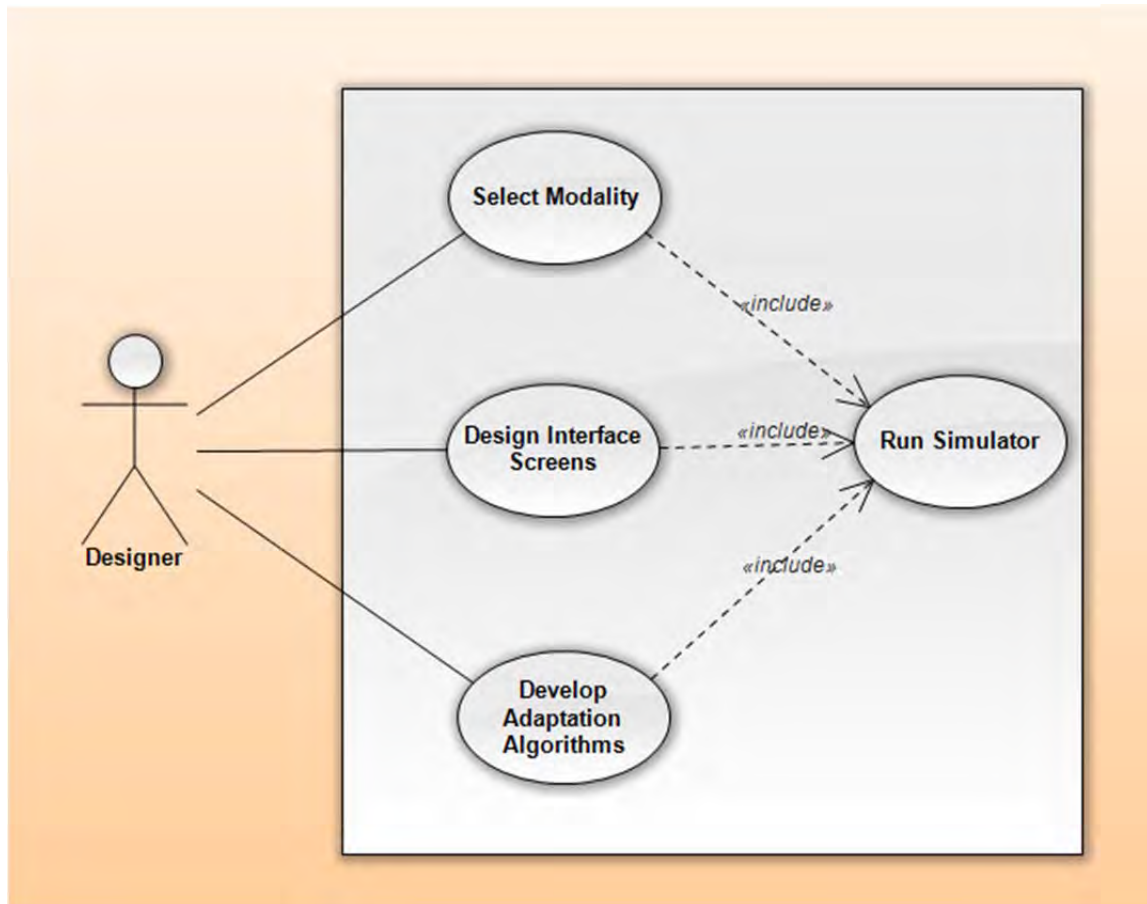 Select Modality
«include»
Design Interface
Screens
«include»
Run Simulator
Designer
«include»
Develop
Adaptation
Algorithms